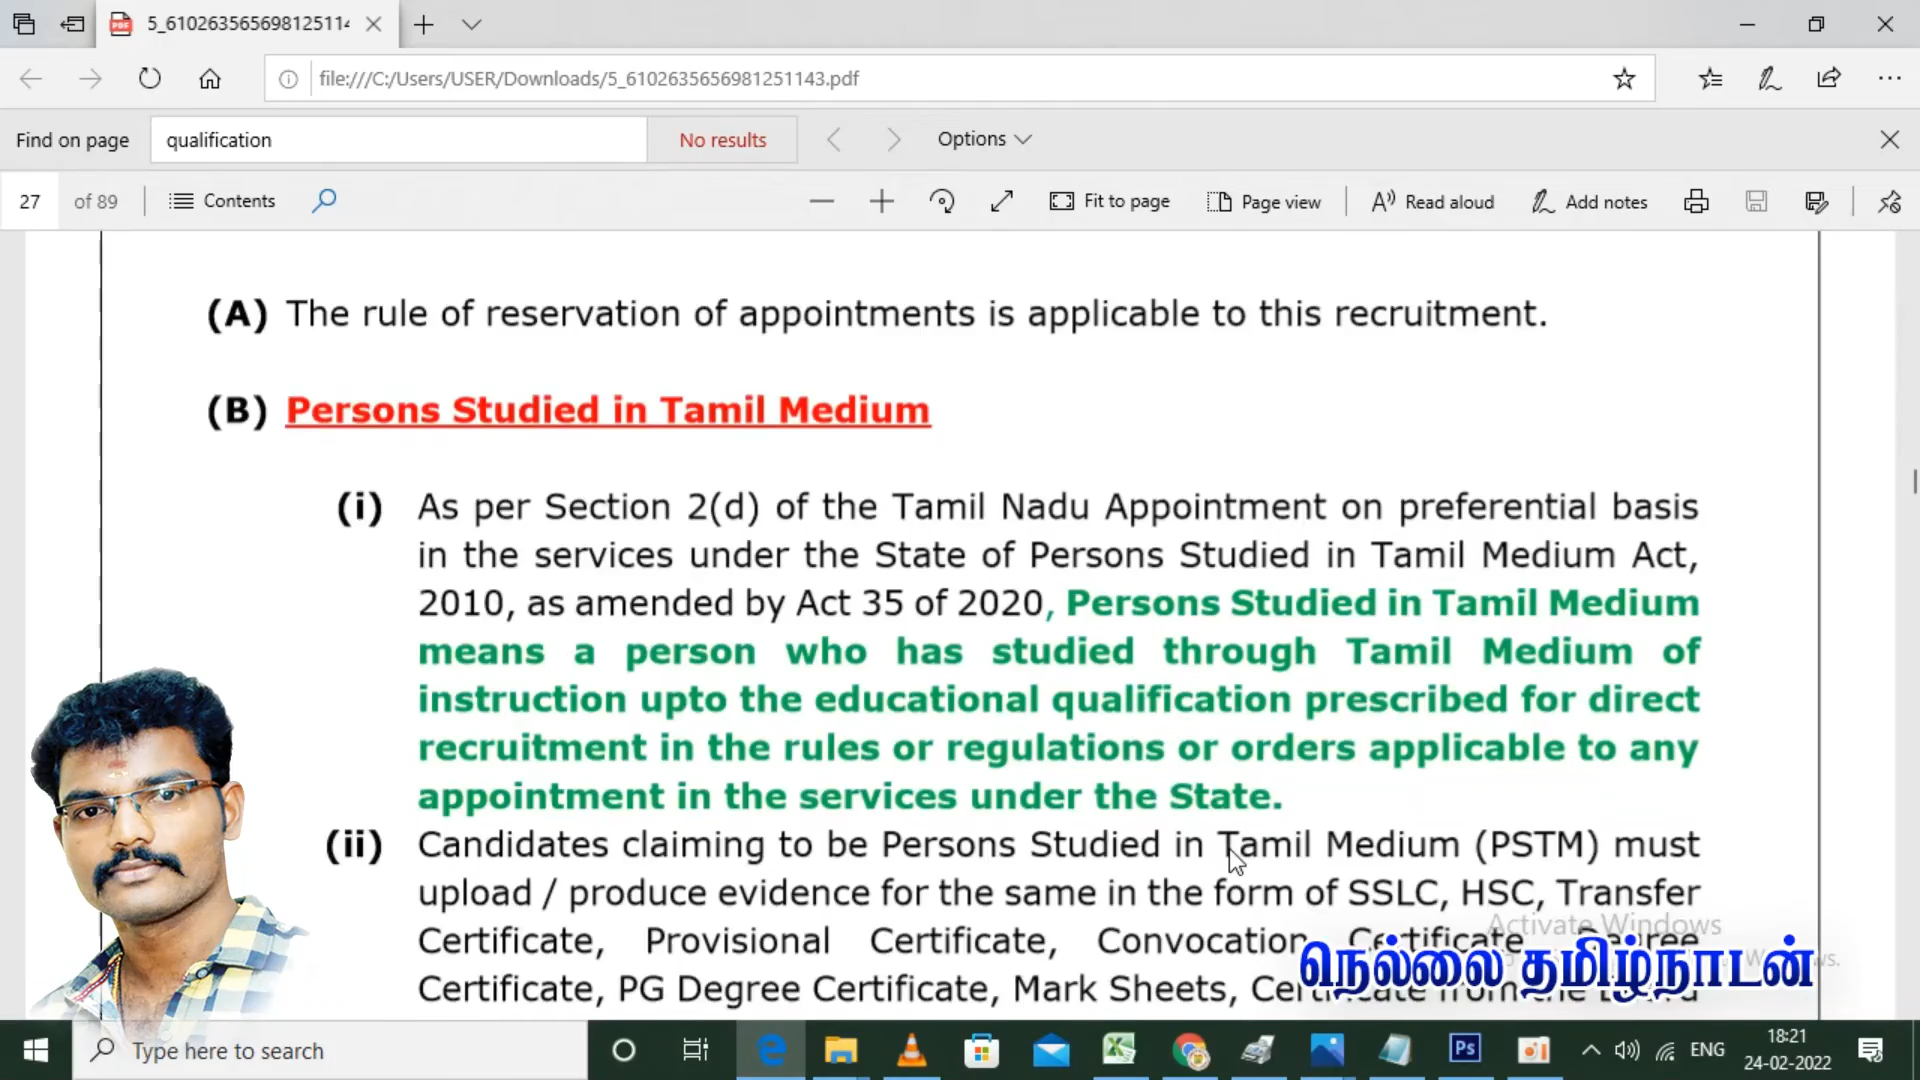 5_610263565698125114
file:///C:/Users/USER/Downloads/5_6102635656981251143.pdf
Find on page
qualification
No results
Options
27
of 89
Contents
Fit to page
Page view
Read aloud
Add notes
(A) The rule of reservation of appointments is applicable to this recruitment.
(B) Persons Studied in Tamil Medium
(i) As per Section 2(d) of the Tamil Nadu Appointment on preferential basis
in the services under the State of Persons Studied in Tamil Medium Act,
2010, as amended by Act 35 of 2020, Persons Studied in Tamil Medium
means a person who has studied through Tamil Medium of
instruction upto the educational qualification prescribed for direct
recruitment in the rules or regulations or orders applicable to any
appointment in the services under the State.
(ii) Candidates claiming to be Persons Studied in Tamil Medium (PSTM) must
upload / produce evidence for the same in the form of SSLC, HSC, Transfer
Activate Windows
Certificate, Provisional Certificate, Convocation Certificate, Degree
நெல்லை தமிழ்நாடன்
Certificate, PG Degree Certificate, Mark Sheets, Certificate from the Board
Type here to search
Ps
ENG
18:21
24-02-2022